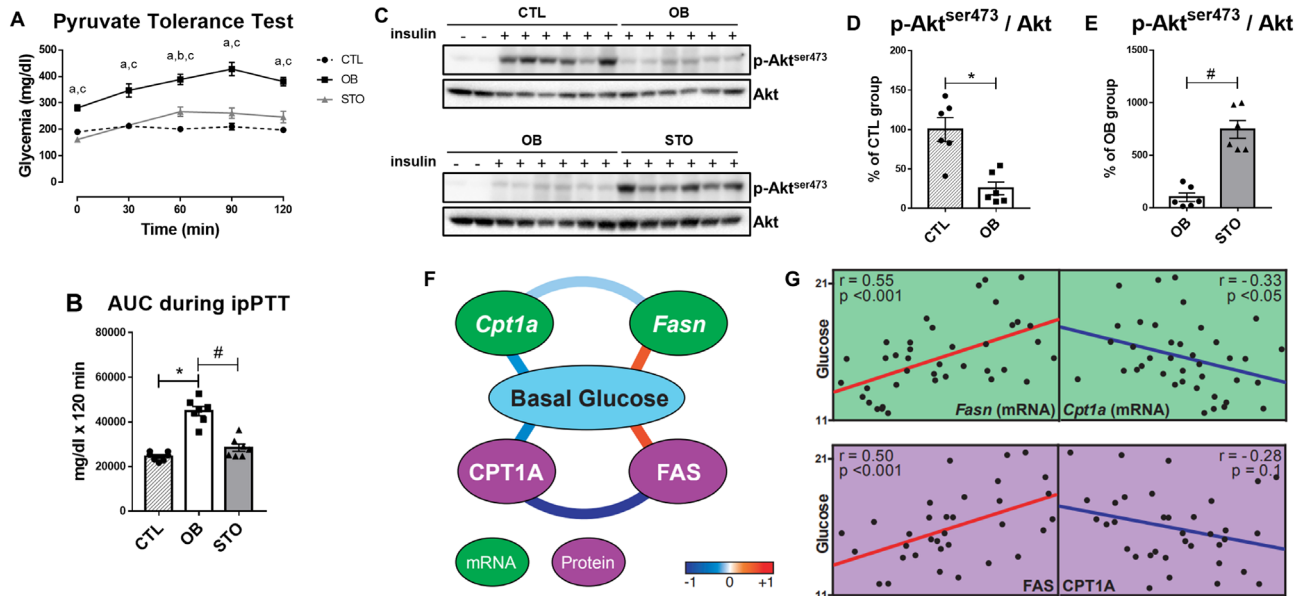 A
Pyruvate Tolerance Test
Glycemia (mg/dl)
500
400
300
200
100
0
a,c
a,c
a,b,c
a,c
a,c
CTL
OB
STO
0 30 60 90 120
Time (min)
B
AUC during ipPTT
mg/dl x 120 min
80000
60000
40000
20000
0
*
#
CTL OB STO
C
CTL OB
insulin - - + + + + + + + + + + + +
p-Akt^ser473
Akt
OB STO
insulin - - + + + + + + + + + + + +
p-Akt^ser473
Akt
D
p-Akt^ser473 / Akt
% of CTL group
200
150
100
50
0
*
CTL OB
E
p-Akt^ser473 / Akt
% of OB group
1500
1000
500
0
#
OB STO
F
Cpt1a
Fasn
Basal Glucose
CPT1A
FAS
mRNA
Protein
-1 0 +1
G
Glucose
21
11
r = 0.55
p <0.001
Fasn (mRNA)
r = -0.33
p <0.05
Cpt1a (mRNA)
Glucose
21
11
r = 0.50
p <0.001
FAS
r = -0.28
p = 0.1
CPT1A